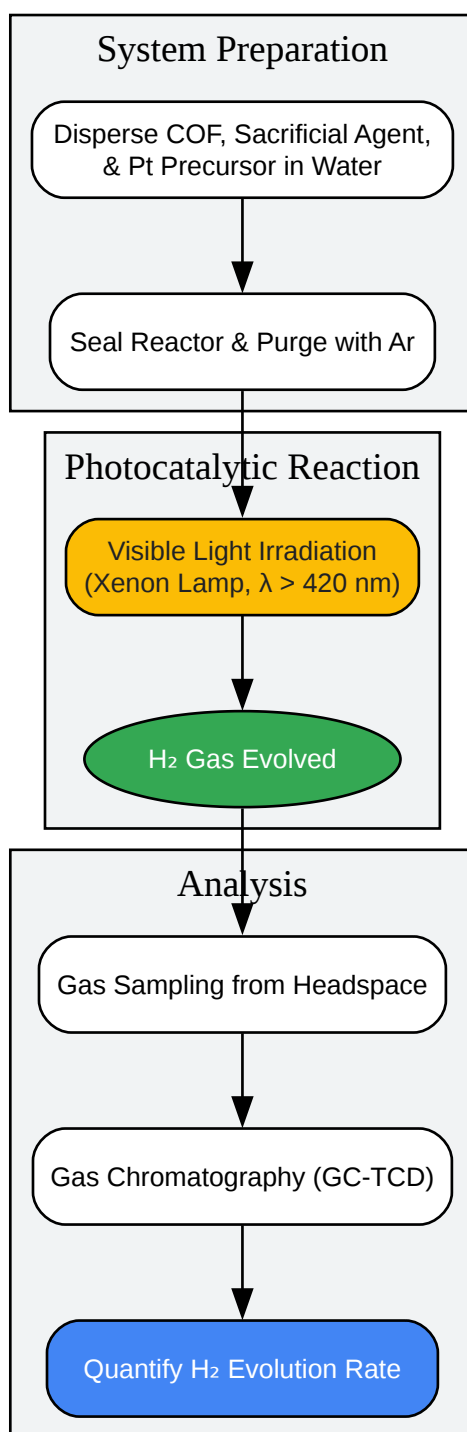 System Preparation
Disperse COF, Sacrificial Agent,
& Pt Precursor in Water
Seal Reactor & Purge with Ar
Photocatalytic Reaction
Visible Light Irradiation
(Xenon Lamp, λ > 420 nm)
H₂ Gas Evolved
Analysis
Gas Sampling from Headspace
Gas Chromatography (GC-TCD)
Quantify H₂ Evolution Rate